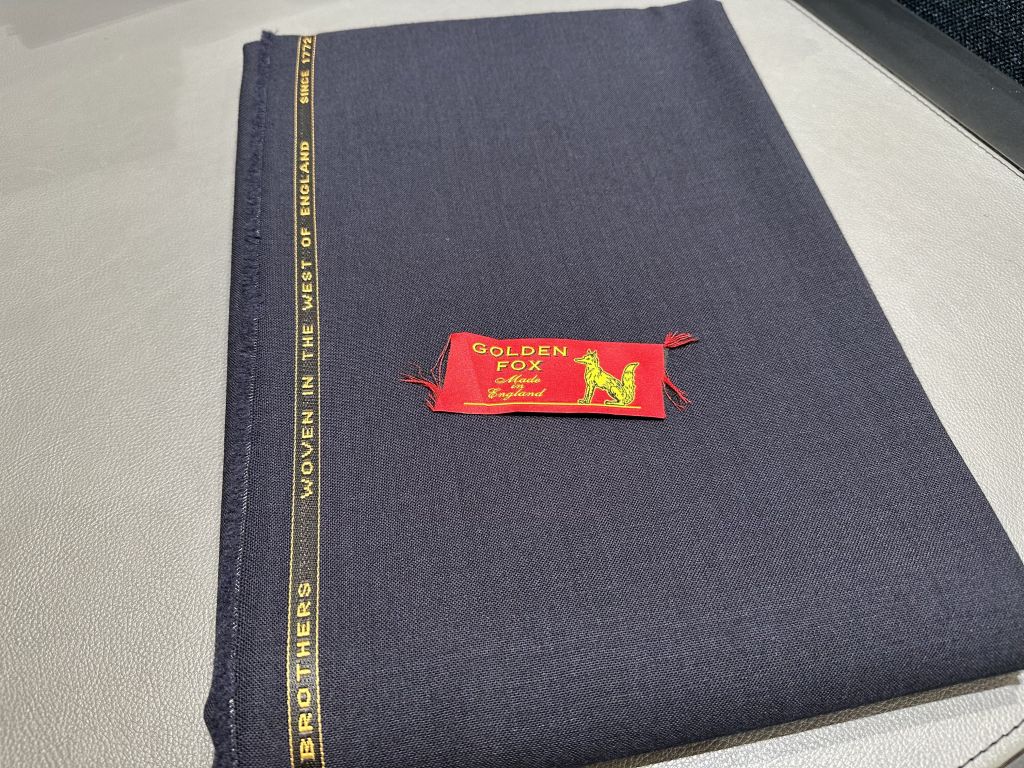 BROTHERS WOVEN IN THE WEST OF ENGLAND SINCE 1772
GOLDEN
FOX
Made
in
England